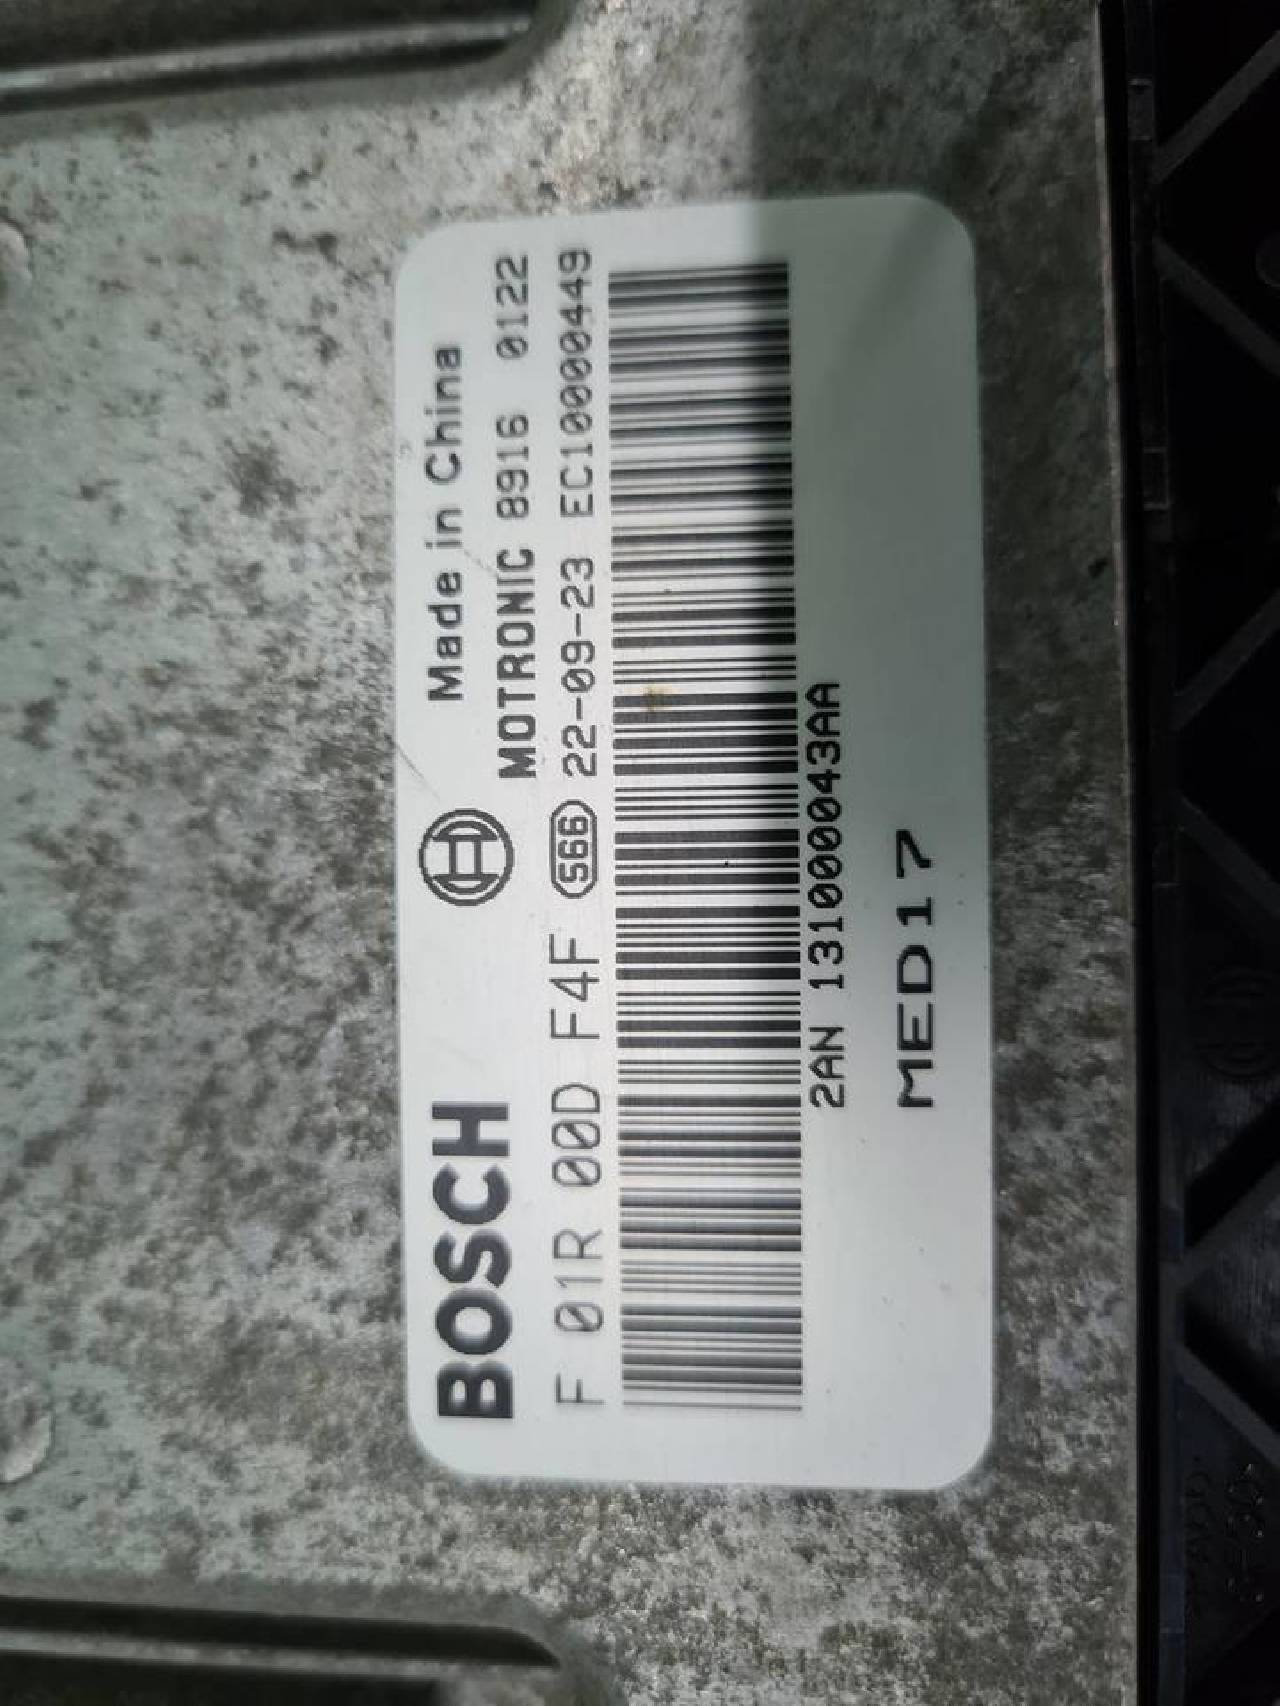 BOSCH Made in China
MOTRONIC 8916 0122
F 01R 00D F4F 566 22-09-23 EC10000449
2AN 131000043AA
MED17